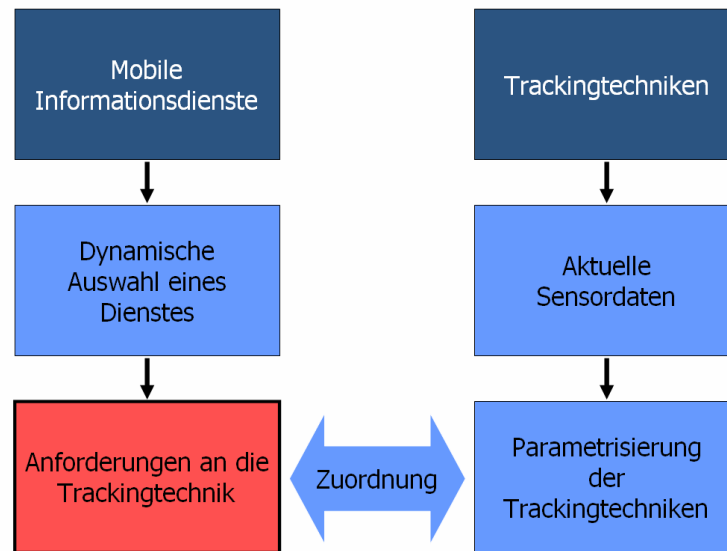 Mobile
Informationsdienste
Trackingtechniken
Dynamische
Auswahl eines
Dienstes
Aktuelle
Sensordaten
Anforderungen an die
Trackingtechnik
Zuordnung
Parametrisierung
der
Trackingtechniken